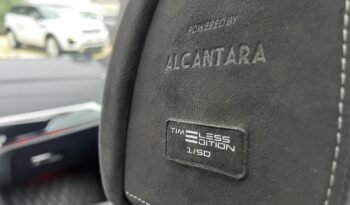 POWERED BY
ALCANTARA
TIMELESS
EDITION
1/50